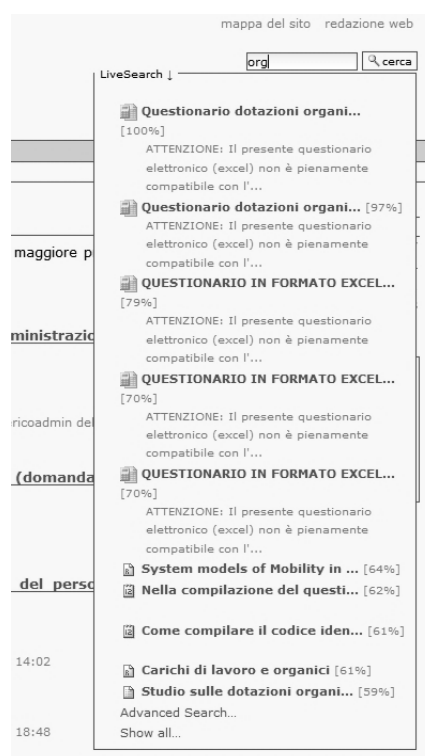 mappa del sito redazione web
org cerca
LiveSearch ↓
Questionario dotazioni organi...
[100%]
ATTENZIONE: Il presente questionario
elettronico (excel) non è pienamente
compatibile con l'...
Questionario dotazioni organi... [97%]
ATTENZIONE: Il presente questionario
elettronico (excel) non è pienamente
compatibile con l'...
maggiore p
QUESTIONARIO IN FORMATO EXCEL...
[79%]
ATTENZIONE: Il presente questionario
elettronico (excel) non è pienamente
compatibile con l'...
ministrazio
QUESTIONARIO IN FORMATO EXCEL...
[70%]
ATTENZIONE: Il presente questionario
elettronico (excel) non è pienamente
compatibile con l'...
ricoadmin del
QUESTIONARIO IN FORMATO EXCEL...
[70%]
ATTENZIONE: Il presente questionario
elettronico (excel) non è pienamente
compatibile con l'...
(domanda
System models of Mobility in ... [64%]
Nella compilazione del questi... [62%]
del perso
Come compilare il codice iden... [61%]
14:02
Carichi di lavoro e organici [61%]
Studio sulle dotazioni organi... [59%]
Advanced Search...
18:48
Show all...